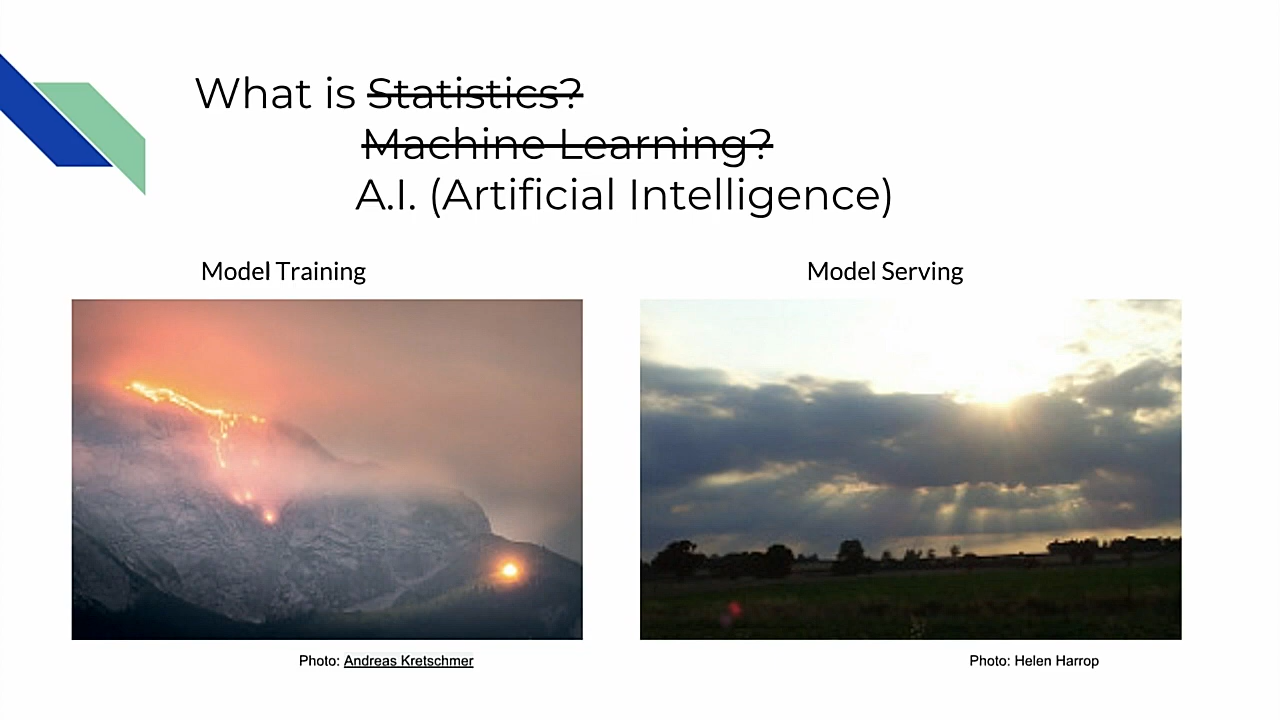 What is Statistics?
Machine Learning?
A.I. (Artificial Intelligence)
Model Training
Model Serving
Photo: Andreas Kretschmer
Photo: Helen Harrop